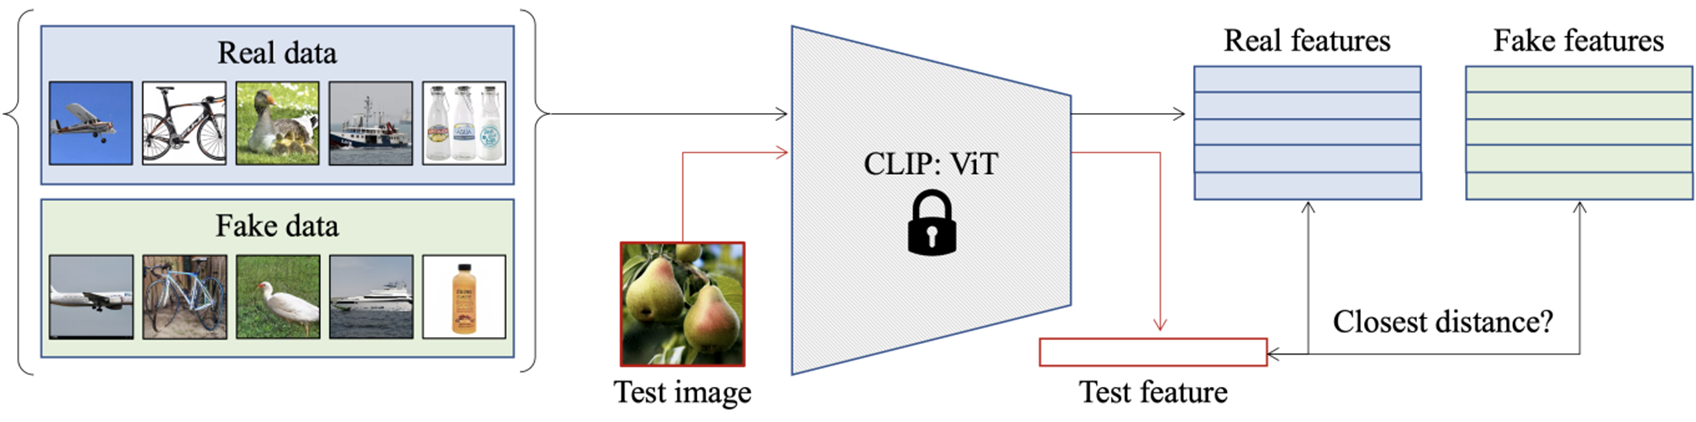 Real data
Fake data
Test image
CLIP: ViT
Real features
Fake features
Closest distance?
Test feature